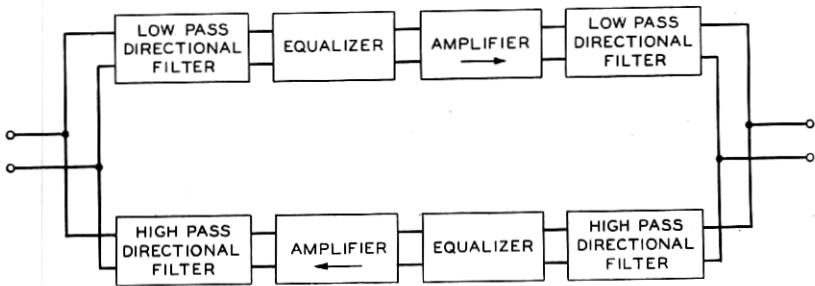 LOW PASS
DIRECTIONAL
FILTER
EQUALIZER
AMPLIFIER
LOW PASS
DIRECTIONAL
FILTER
HIGH PASS
DIRECTIONAL
FILTER
AMPLIFIER
EQUALIZER
HIGH PASS
DIRECTIONAL
FILTER